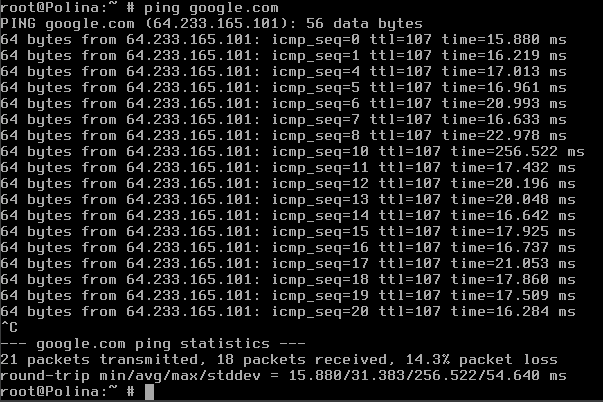 root@Polina:~ # ping google.com
PING google.com (64.233.165.101): 56 data bytes
64 bytes from 64.233.165.101: icmp_seq=0 ttl=107 time=15.880 ms
64 bytes from 64.233.165.101: icmp_seq=1 ttl=107 time=16.219 ms
64 bytes from 64.233.165.101: icmp_seq=4 ttl=107 time=17.013 ms
64 bytes from 64.233.165.101: icmp_seq=5 ttl=107 time=16.961 ms
64 bytes from 64.233.165.101: icmp_seq=6 ttl=107 time=20.993 ms
64 bytes from 64.233.165.101: icmp_seq=7 ttl=107 time=16.633 ms
64 bytes from 64.233.165.101: icmp_seq=8 ttl=107 time=22.978 ms
64 bytes from 64.233.165.101: icmp_seq=10 ttl=107 time=256.522 ms
64 bytes from 64.233.165.101: icmp_seq=11 ttl=107 time=17.432 ms
64 bytes from 64.233.165.101: icmp_seq=12 ttl=107 time=20.196 ms
64 bytes from 64.233.165.101: icmp_seq=13 ttl=107 time=20.048 ms
64 bytes from 64.233.165.101: icmp_seq=14 ttl=107 time=16.642 ms
64 bytes from 64.233.165.101: icmp_seq=15 ttl=107 time=17.925 ms
64 bytes from 64.233.165.101: icmp_seq=16 ttl=107 time=16.737 ms
64 bytes from 64.233.165.101: icmp_seq=17 ttl=107 time=21.053 ms
64 bytes from 64.233.165.101: icmp_seq=18 ttl=107 time=17.860 ms
64 bytes from 64.233.165.101: icmp_seq=19 ttl=107 time=17.509 ms
64 bytes from 64.233.165.101: icmp_seq=20 ttl=107 time=16.284 ms
^C
--- google.com ping statistics ---
21 packets transmitted, 18 packets received, 14.3% packet loss
round-trip min/avg/max/stddev = 15.880/31.383/256.522/54.640 ms
root@Polina:~ #